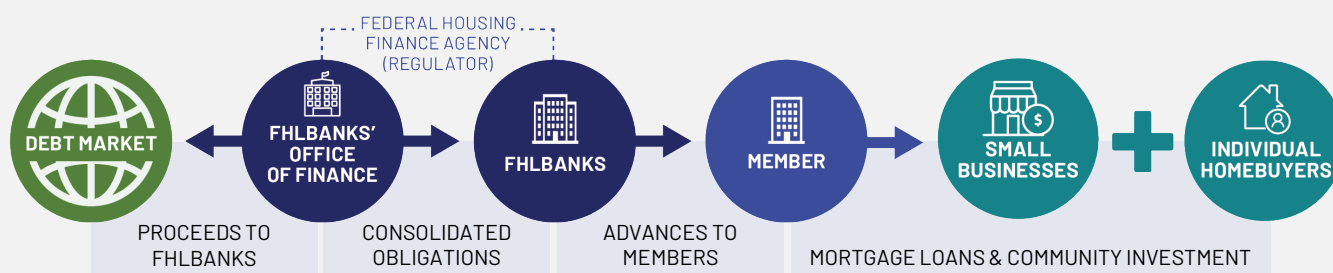 FEDERAL HOUSING
FINANCE AGENCY
(REGULATOR)
DEBT MARKET
FHLBANKS’
OFFICE
OF FINANCE
FHLBANKS
MEMBER
SMALL
BUSINESSES
$
INDIVIDUAL
HOMEBUYERS
PROCEEDS TO
FHLBANKS
CONSOLIDATED
OBLIGATIONS
ADVANCES TO
MEMBERS
MORTGAGE LOANS & COMMUNITY INVESTMENT